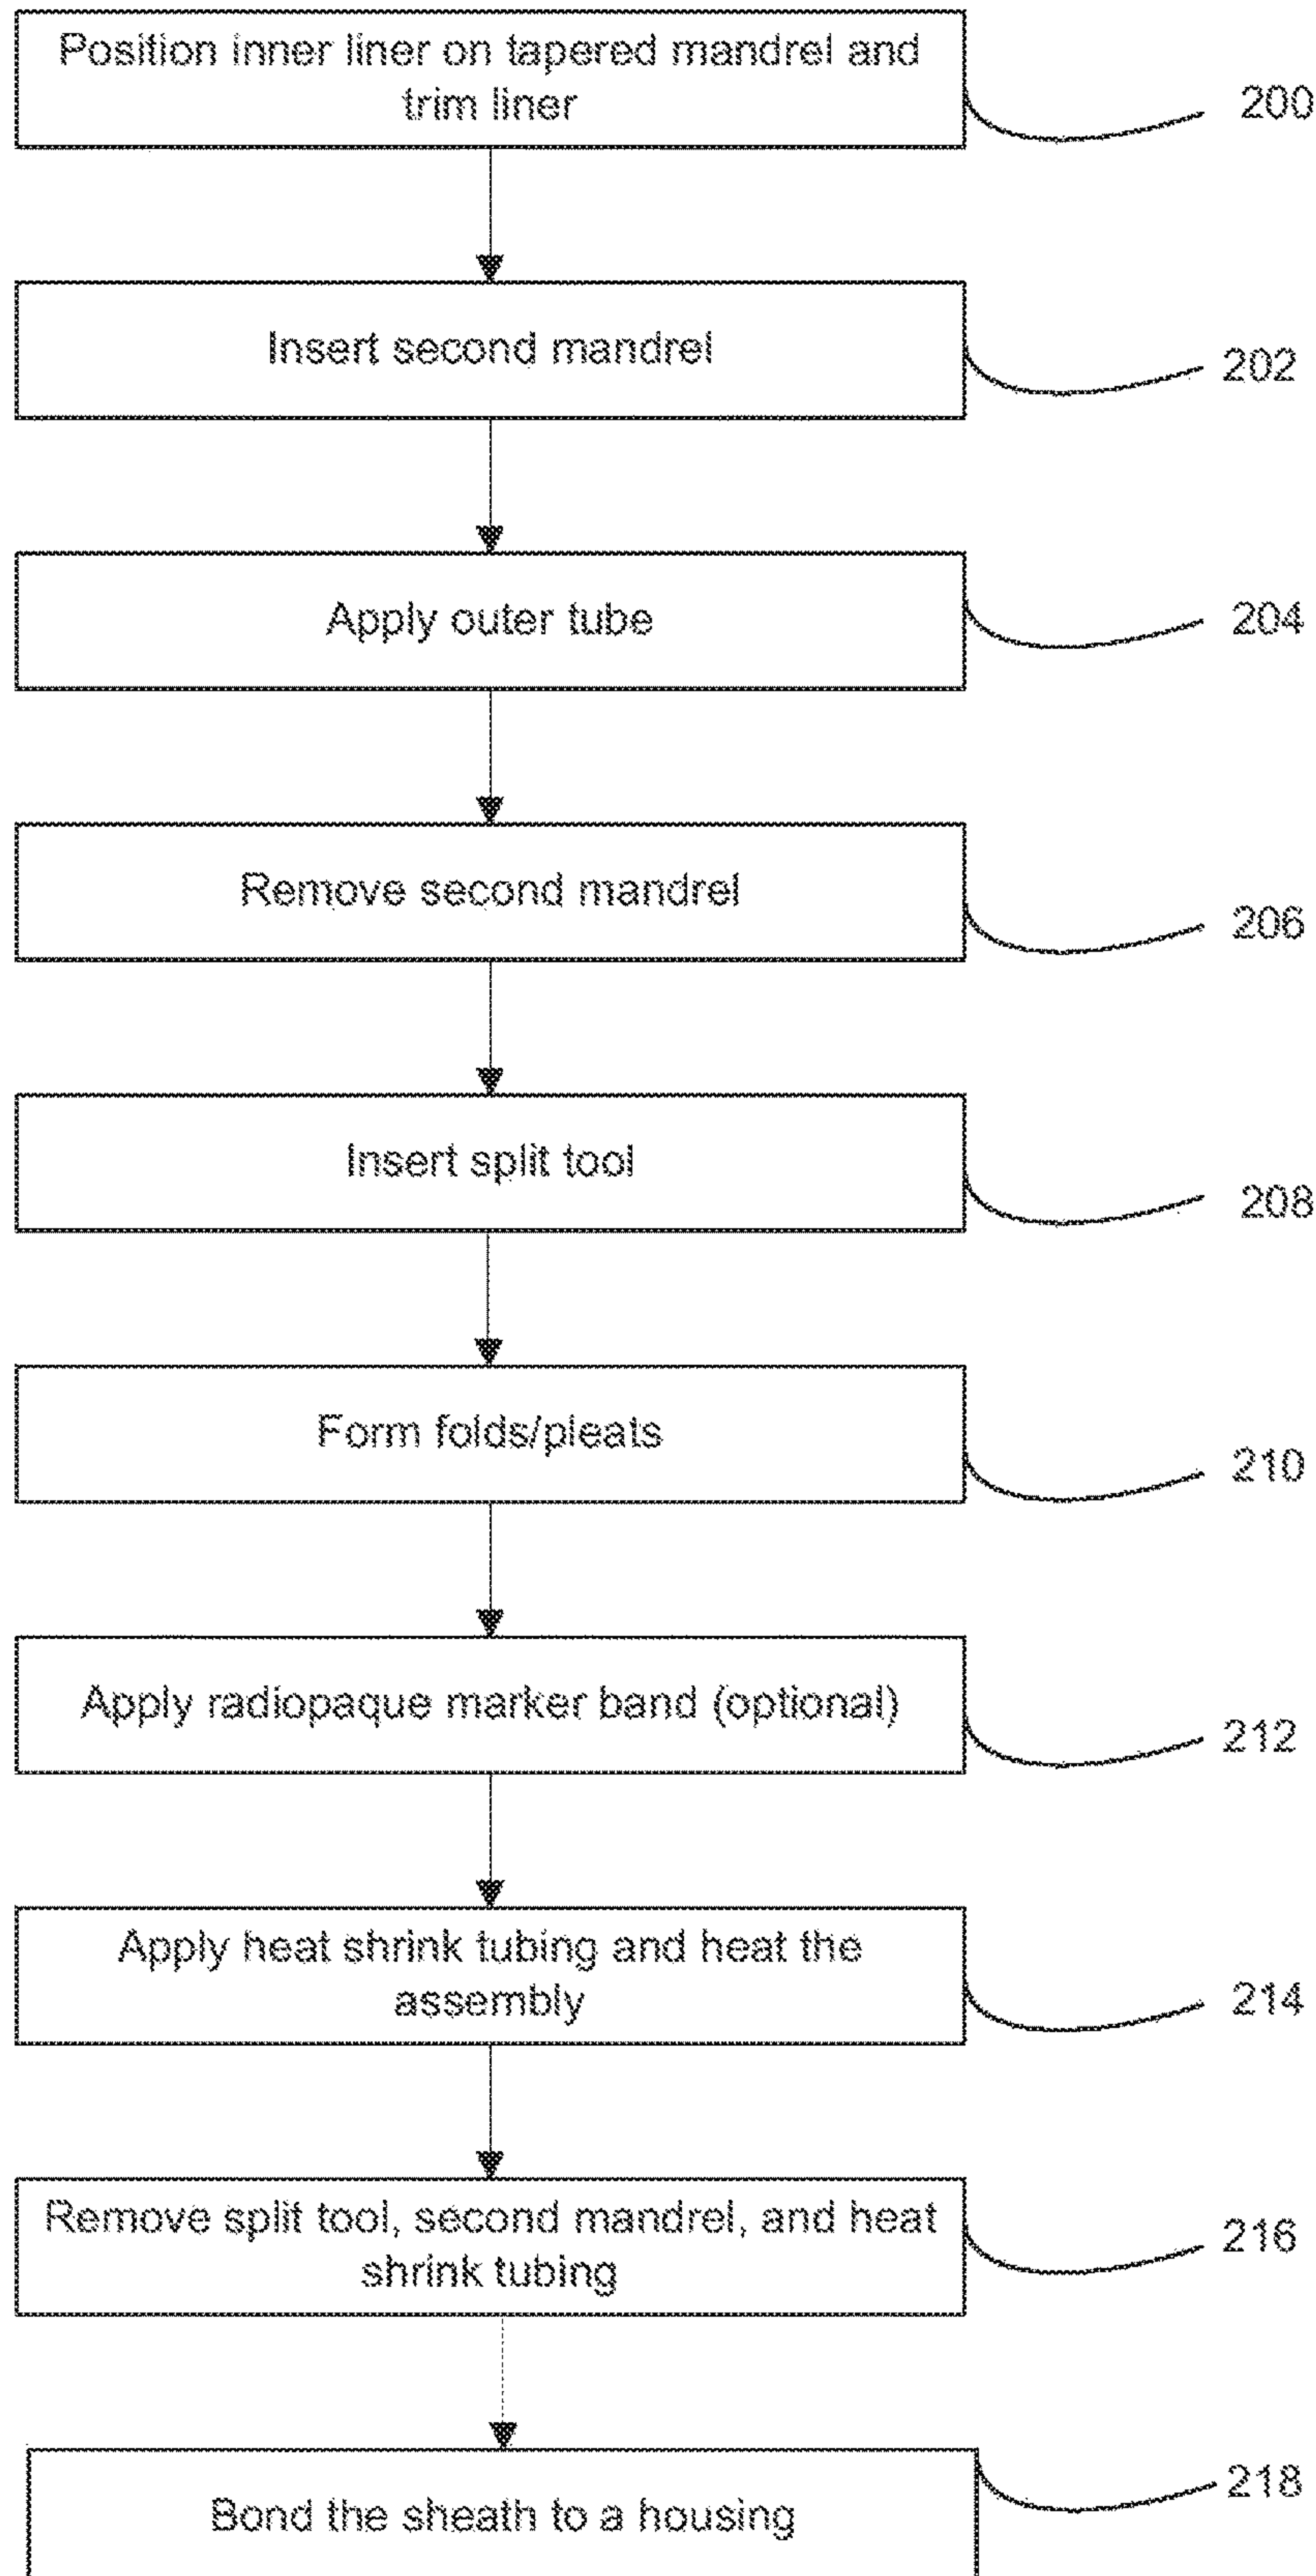 Position inner liner on tapered mandrel and
trim liner
200
Insert second mandrel
202
Apply outer tube
204
Remove second mandrel
206
Insert split tool
208
Form folds/pleats
210
Apply radiopaque marker band (optional)
212
Apply heat shrink tubing and heat the
assembly
214
Remove split tool, second mandrel, and heat
shrink tubing
216
Bond the sheath to a housing
218